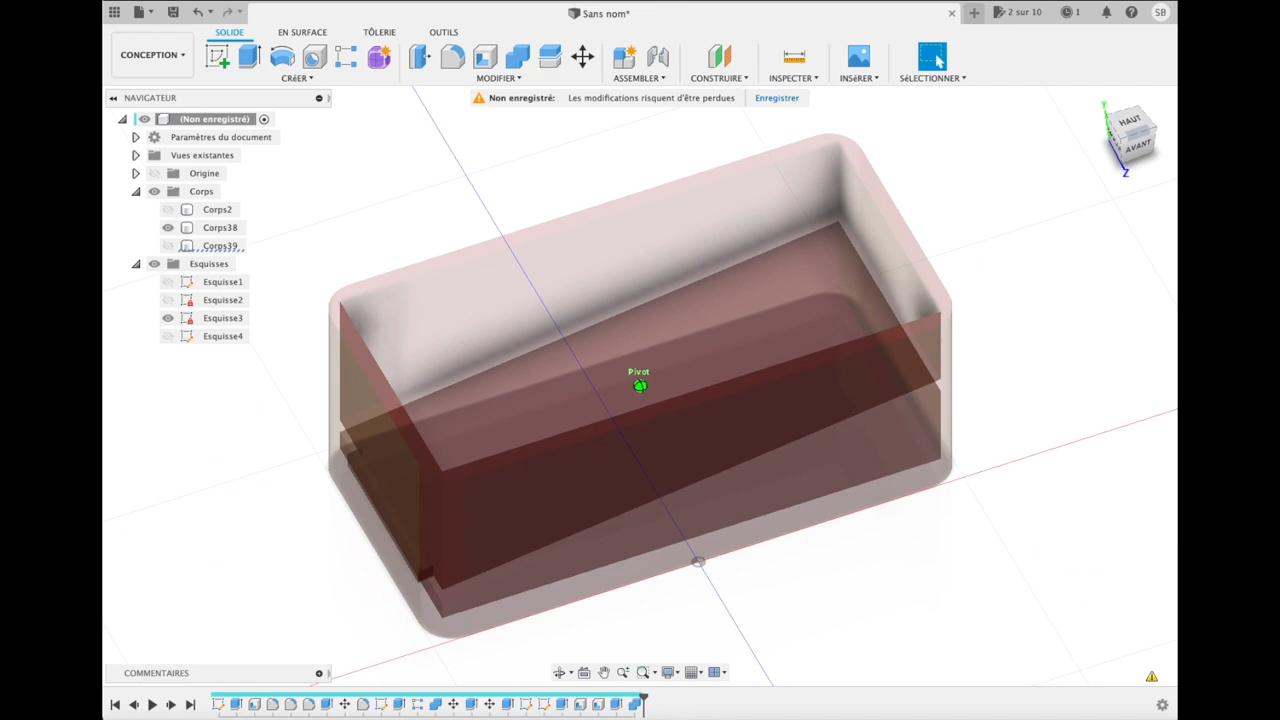 Sans nom*
2 sur 10
1
SB
SOLIDE
EN SURFACE
TÔLERIE
OUTILS
CONCEPTION
CRÉER
MODIFIER
ASSEMBLER
CONSTRUIRE
INSPECTER
INSÉRER
SÉLECTIONNER
NAVIGATEUR
Non enregistré:
Les modifications risquent d'être perdues
Enregistrer
(Non enregistré)
Paramètres du document
Vues existantes
Origine
Corps
Corps2
Corps38
Corps39
Esquisses
Esquisse1
Esquisse2
Esquisse3
Esquisse4
Y
HAUT
AVANT
Z
Pivot
COMMENTAIRES